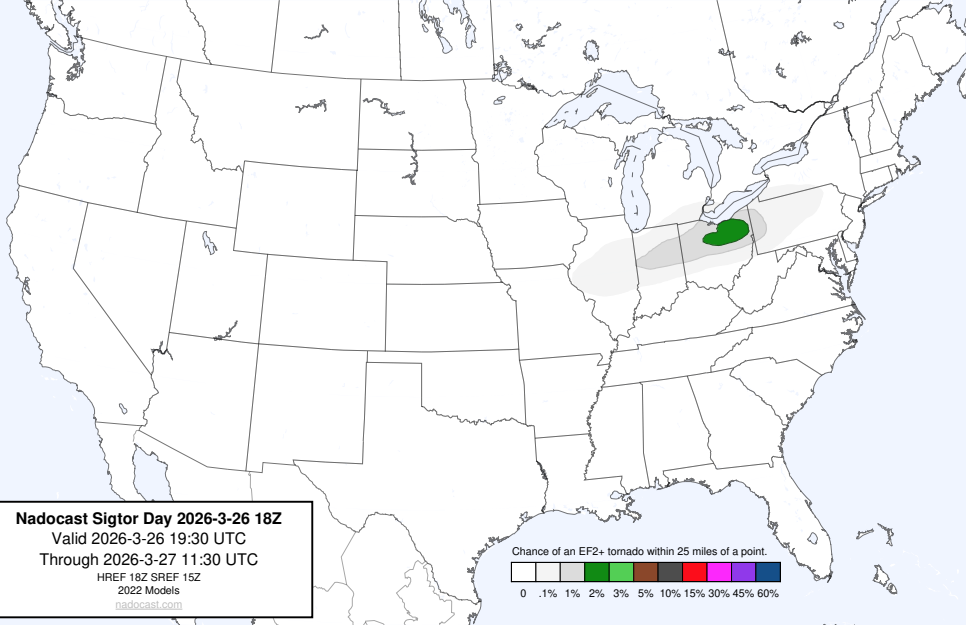 Nadocast Sigtor Day 2026-3-26 18Z
Valid 2026-3-26 19:30 UTC
Through 2026-3-27 11:30 UTC
HREF 18Z SREF 15Z
2022 Models
nadocast.com
Chance of an EF2+ tornado within 25 miles of a point.
0 .1% 1% 2% 3% 5% 10% 15% 30% 45% 60%